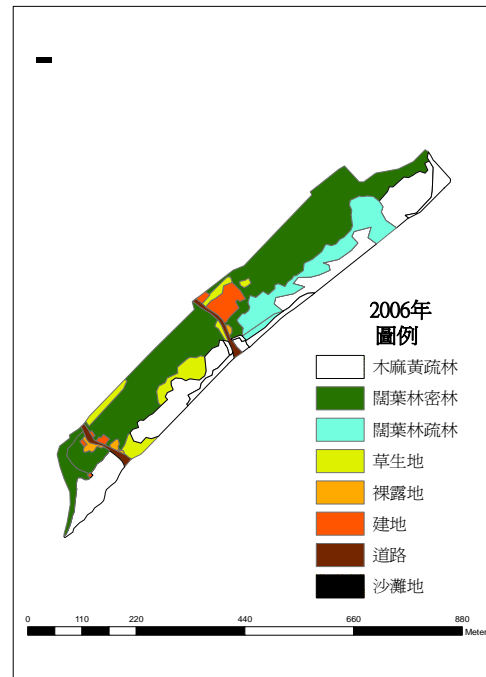 2006年
圖例
木麻黃疏林
闊葉林密林
闊葉林疏林
草生地
裸露地
建地
道路
沙灘地
0 110 220 440 660 880
Meter